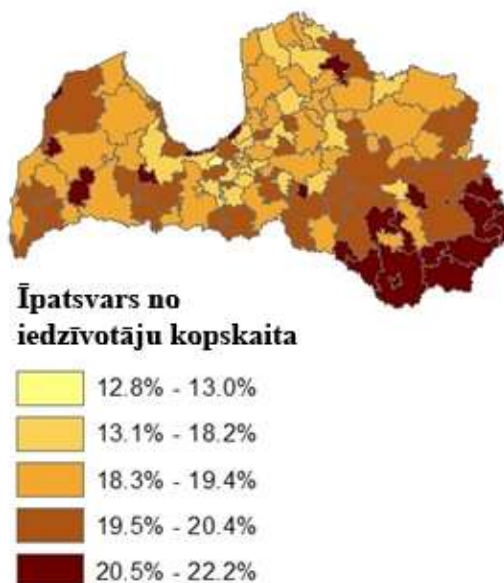 Īpatsvars no
iedzīvotāju kopskaita
12.8% - 13.0%
13.1% - 18.2%
18.3% - 19.4%
19.5% - 20.4%
20.5% - 22.2%